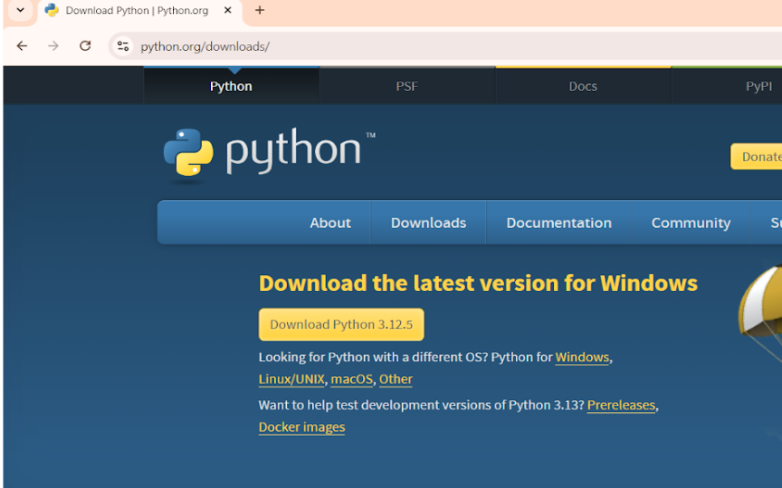 Download Python | Python.org
python.org/downloads/
Python PSF Docs PyPI
python™
Donate
About Downloads Documentation Community
Download the latest version for Windows
Download Python 3.12.5
Looking for Python with a different OS? Python for Windows,
Linux/UNIX, macOS, Other
Want to help test development versions of Python 3.13? Prereleases,
Docker images